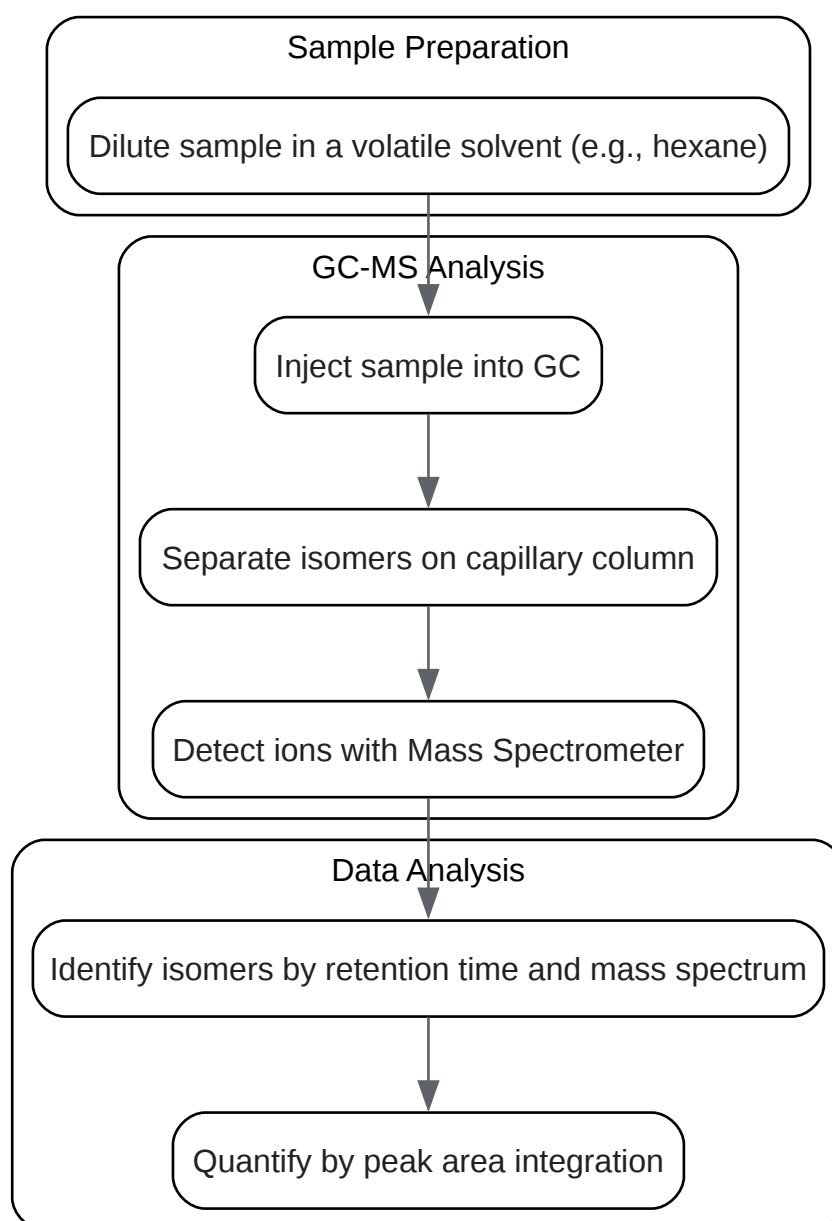 Sample Preparation
Dilute sample in a volatile solvent (e.g., hexane)
GC-MS Analysis
Inject sample into GC
Separate isomers on capillary column
Detect ions with Mass Spectrometer
Data Analysis
Identify isomers by retention time and mass spectrum
Quantify by peak area integration